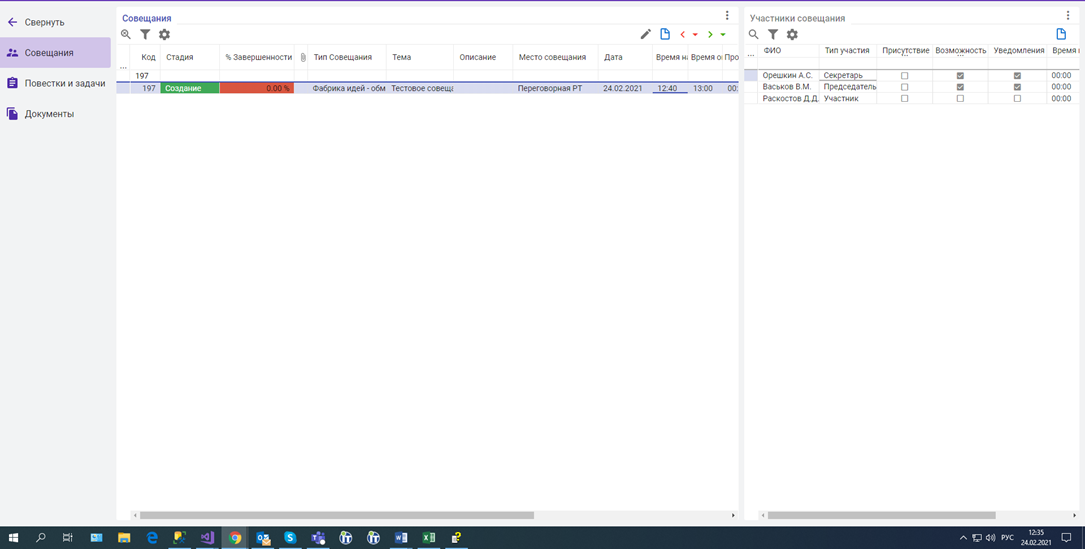 Свернуть
Совещания
Повестки и задачи
Документы
Совещания
Код Стадия % Завершенности Тип Совещания Тема Описание Место совещания Дата Время на Время о Про
...
197
197 Создание 0.00 % Фабрика идей - обм Тестовое совеща Переговорная РТ 24.02.2021 12:40 13:00 00:
Участники совещания
... ФИО Тип участия Присутствие Возможность Уведомления Время
Орешкин А.С. Секретарь 00:00
Васьков В.М. Председатель 00:00
Раскостов Д.Д. Участник 00:00
РУС
12:35
24.02.2021